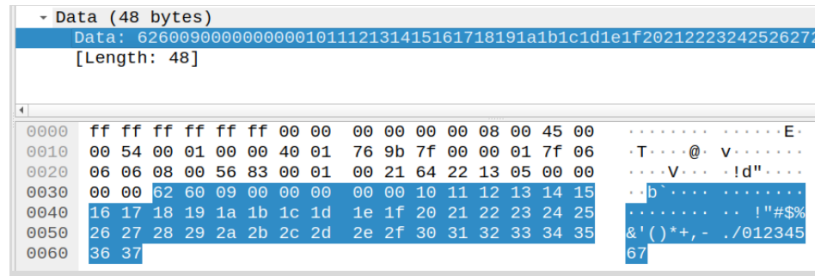 Data (48 bytes)
Data: 6260090000000000101112131415161718191a1b1c1d1e1f20212223242526272
[Length: 48]
0000 ff ff ff ff ff ff 00 00 00 00 00 00 08 00 45 00 ········ ······E·
0010 00 54 00 01 00 00 40 01 76 9b 7f 00 00 01 7f 06 ·T····@· v·······
0020 06 06 08 00 56 83 00 01 00 21 64 22 13 05 00 00 ····V··· ·!d"····
0030 00 00 62 60 09 00 00 00 00 00 10 11 12 13 14 15 ··b`···· ········
0040 16 17 18 19 1a 1b 1c 1d 1e 1f 20 21 22 23 24 25 ········ ·· !"#$%
0050 26 27 28 29 2a 2b 2c 2d 2e 2f 30 31 32 33 34 35 &'()*+,- ./012345
0060 36 37 67